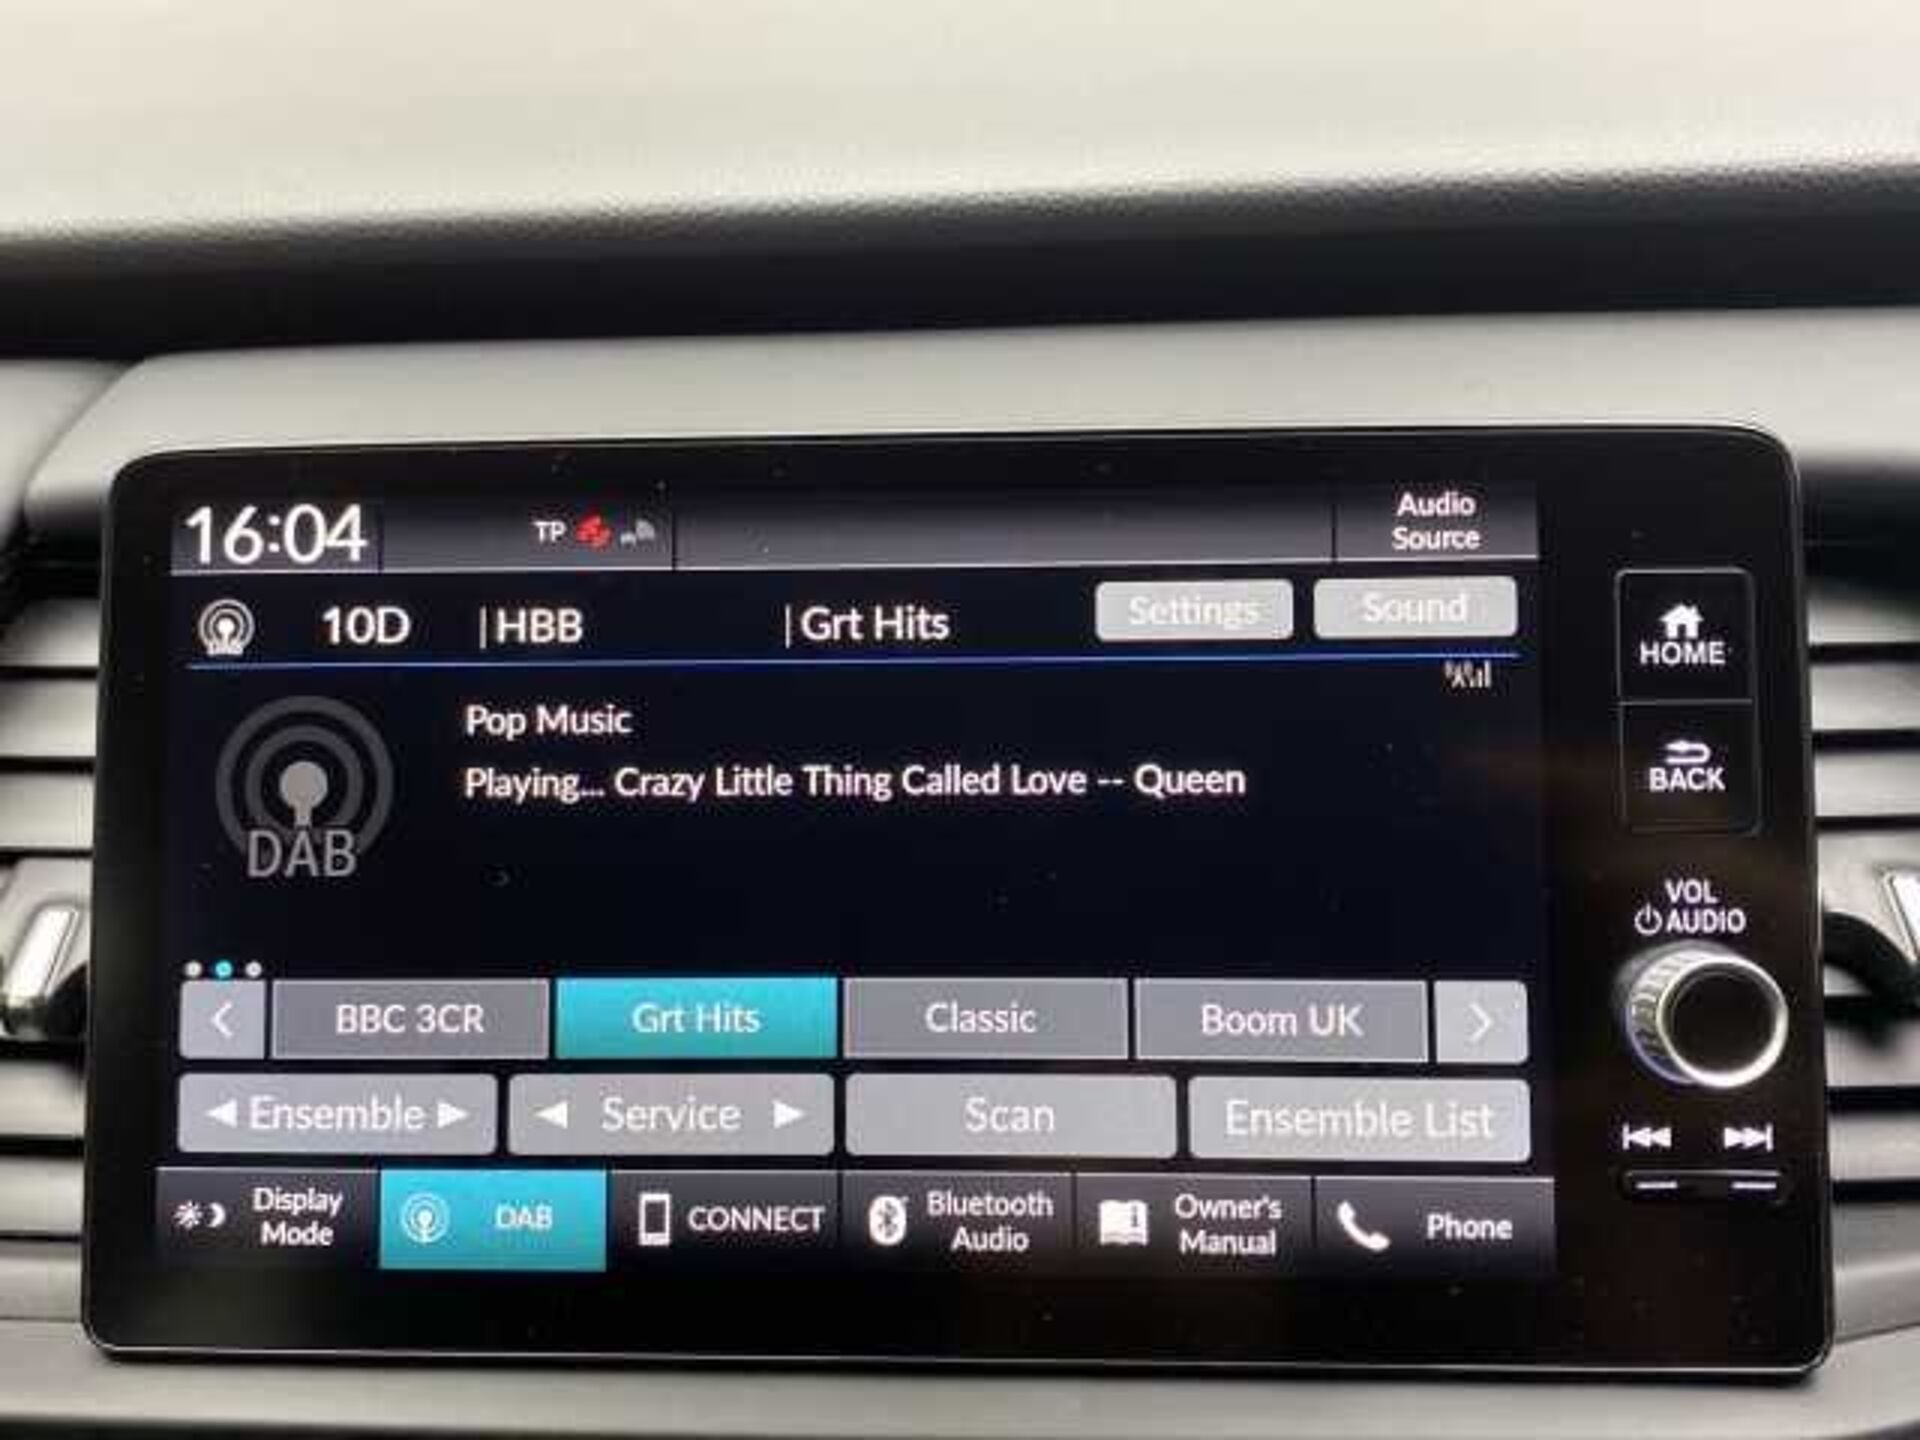 16:04
TP
Audio
Source
DAB
10D
HBB
Grt Hits
Settings
Sound
HOME
Pop Music
Playing... Crazy Little Thing Called Love -- Queen
BACK
DAB
VOL
AUDIO
BBC 3CR
Grt Hits
Classic
Boom UK
Ensemble
Service
Scan
Ensemble List
Display
Mode
DAB
CONNECT
Bluetooth
Audio
Owner's
Manual
Phone